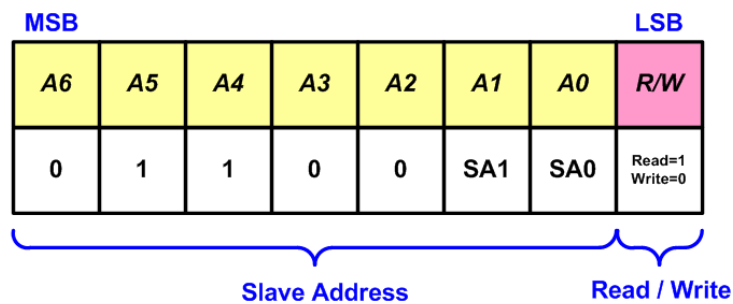 MSB LSB
A6 A5 A4 A3 A2 A1 A0 R/W
0 1 1 0 0 SA1 SA0 Read=1
Write=0
Slave Address Read / Write